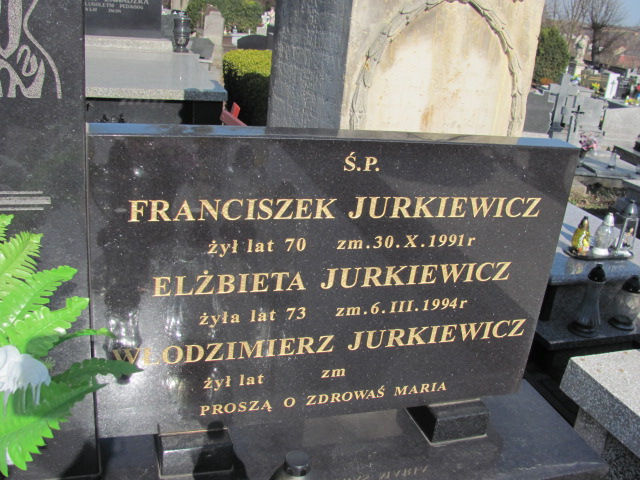 Ś.P.
FRANCISZEK JURKIEWICZ
żył lat 70 zm.30.X.1991r
ELŻBIETA JURKIEWICZ
żyła lat 73 zm.6.III.1994r
WŁODZIMIERZ JURKIEWICZ
żył lat zm
PROSZĄ O ZDROWAŚ MARIA